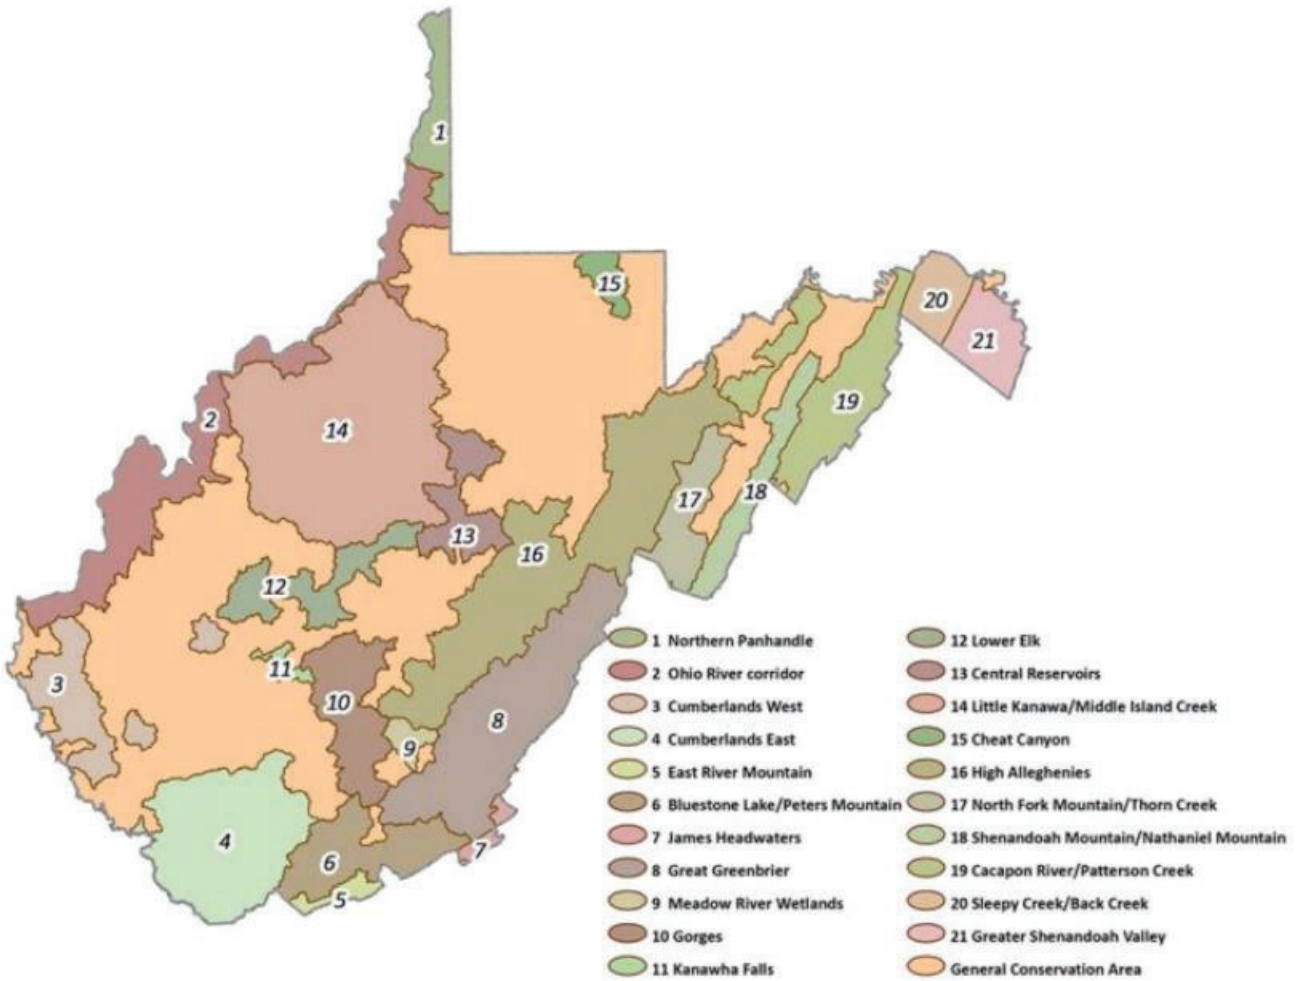 1
15
20
21
2
14
19
17
18
13
16
12
11
3
10
8
9
4
6
7
5
1 Northern Panhandle
2 Ohio River corridor
3 Cumberlands West
4 Cumberlands East
5 East River Mountain
6 Bluestone Lake/Peters Mountain
7 James Headwaters
8 Great Greenbrier
9 Meadow River Wetlands
10 Gorges
11 Kanawha Falls
12 Lower Elk
13 Central Reservoirs
14 Little Kanawa/Middle Island Creek
15 Cheat Canyon
16 High Alleghenies
17 North Fork Mountain/Thorn Creek
18 Shenandoah Mountain/Nathaniel Mountain
19 Cacapon River/Patterson Creek
20 Sleepy Creek/Back Creek
21 Greater Shenandoah Valley
General Conservation Area